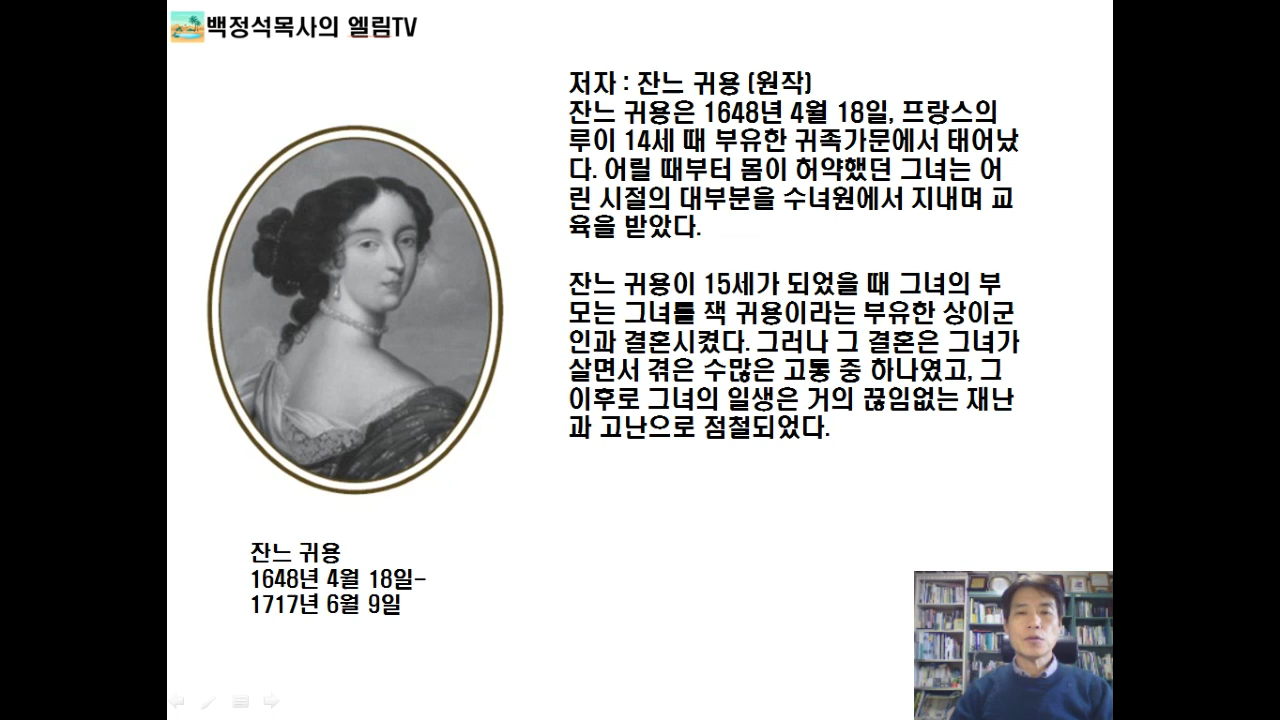 백정석목사의 엘림TV
저자 : 잔느 귀용 (원작)
잔느 귀용은 1648년 4월 18일, 프랑스의
루이 14세 때 부유한 귀족가문에서 태어났
다. 어릴 때부터 몸이 허약했던 그녀는 어
린 시절의 대부분을 수녀원에서 지내며 교
육을 받았다.
잔느 귀용이 15세가 되었을 때 그녀의 부
모는 그녀를 잭 귀용이라는 부유한 상이군
인과 결혼시켰다. 그러나 그 결혼은 그녀가
살면서 겪은 수많은 고통 중 하나였고, 그
이후로 그녀의 일생은 거의 끊임없는 재난
과 고난으로 점철되었다.
잔느 귀용
1648년 4월 18일-
1717년 6월 9일